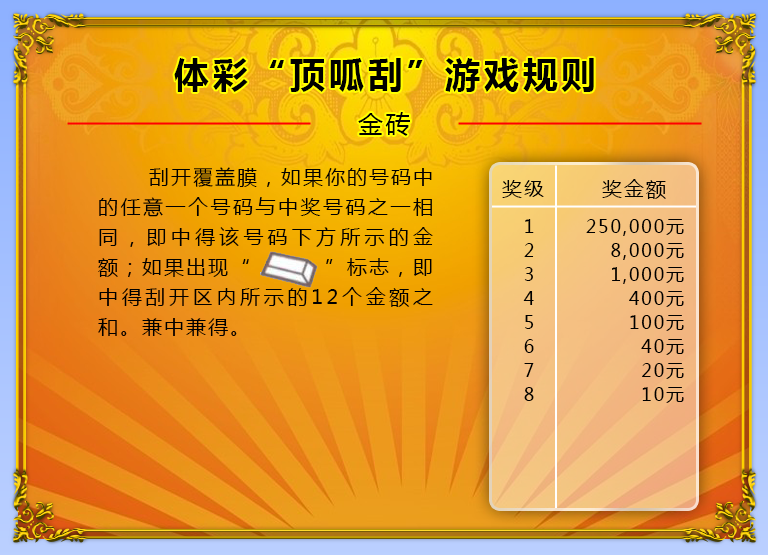 体彩“顶呱刮”游戏规则
金砖
刮开覆盖膜，如果你的号码中
的任意一个号码与中奖号码之一相
同，即中得该号码下方所示的金
额；如果出现“ ”标志，即
中得刮开区内所示的12个金额之
和。兼中兼得。
奖级 奖金额
1 250,000元
2 8,000元
3 1,000元
4 400元
5 100元
6 40元
7 20元
8 10元